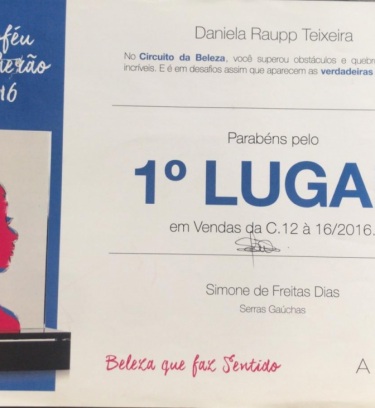 Daniela Raupp Teixeira
No Circuito da Beleza, você superou obstáculos e
incríveis. E é em desafios assim que aparecem as verdadeiras
Parabéns pelo
1º LUGA
em Vendas da C.12 à 16/2016.
Simone de Freitas Dias
Serras Gaúchas
Beleza que faz Sentido
A